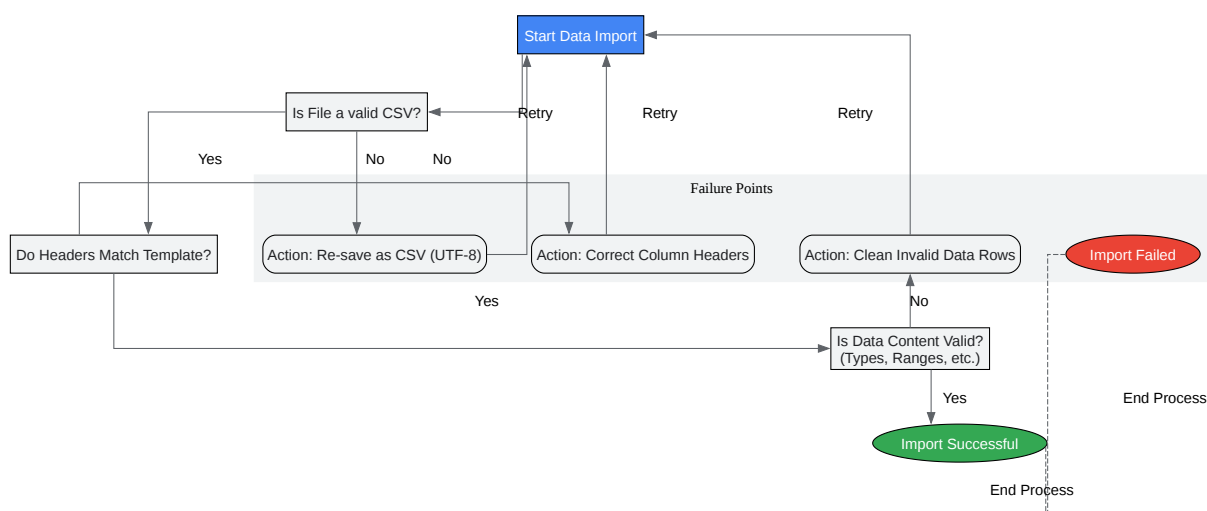 Start Data Import
Is File a valid CSV?
Retry
Retry
Retry
Yes
No
No
Failure Points
Do Headers Match Template?
Action: Re-save as CSV (UTF-8)
Action: Correct Column Headers
Action: Clean Invalid Data Rows
Import Failed
Yes
No
Is Data Content Valid?
(Types, Ranges, etc.)
Yes
End Process
Import Successful
End Process